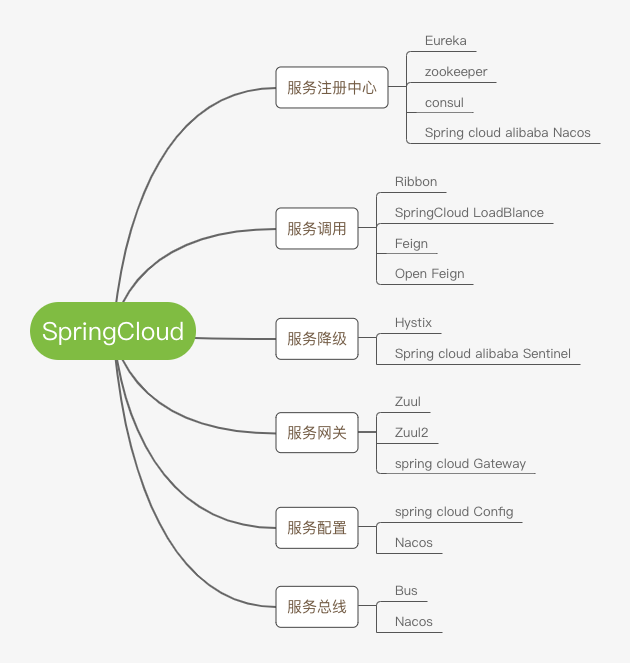 SpringCloud
服务注册中心
Eureka
zookeeper
consul
Spring cloud alibaba Nacos
服务调用
Ribbon
SpringCloud LoadBlance
Feign
Open Feign
服务降级
Hystix
Spring cloud alibaba Sentinel
服务网关
Zuul
Zuul2
spring cloud Gateway
服务配置
spring cloud Config
Nacos
服务总线
Bus
Nacos